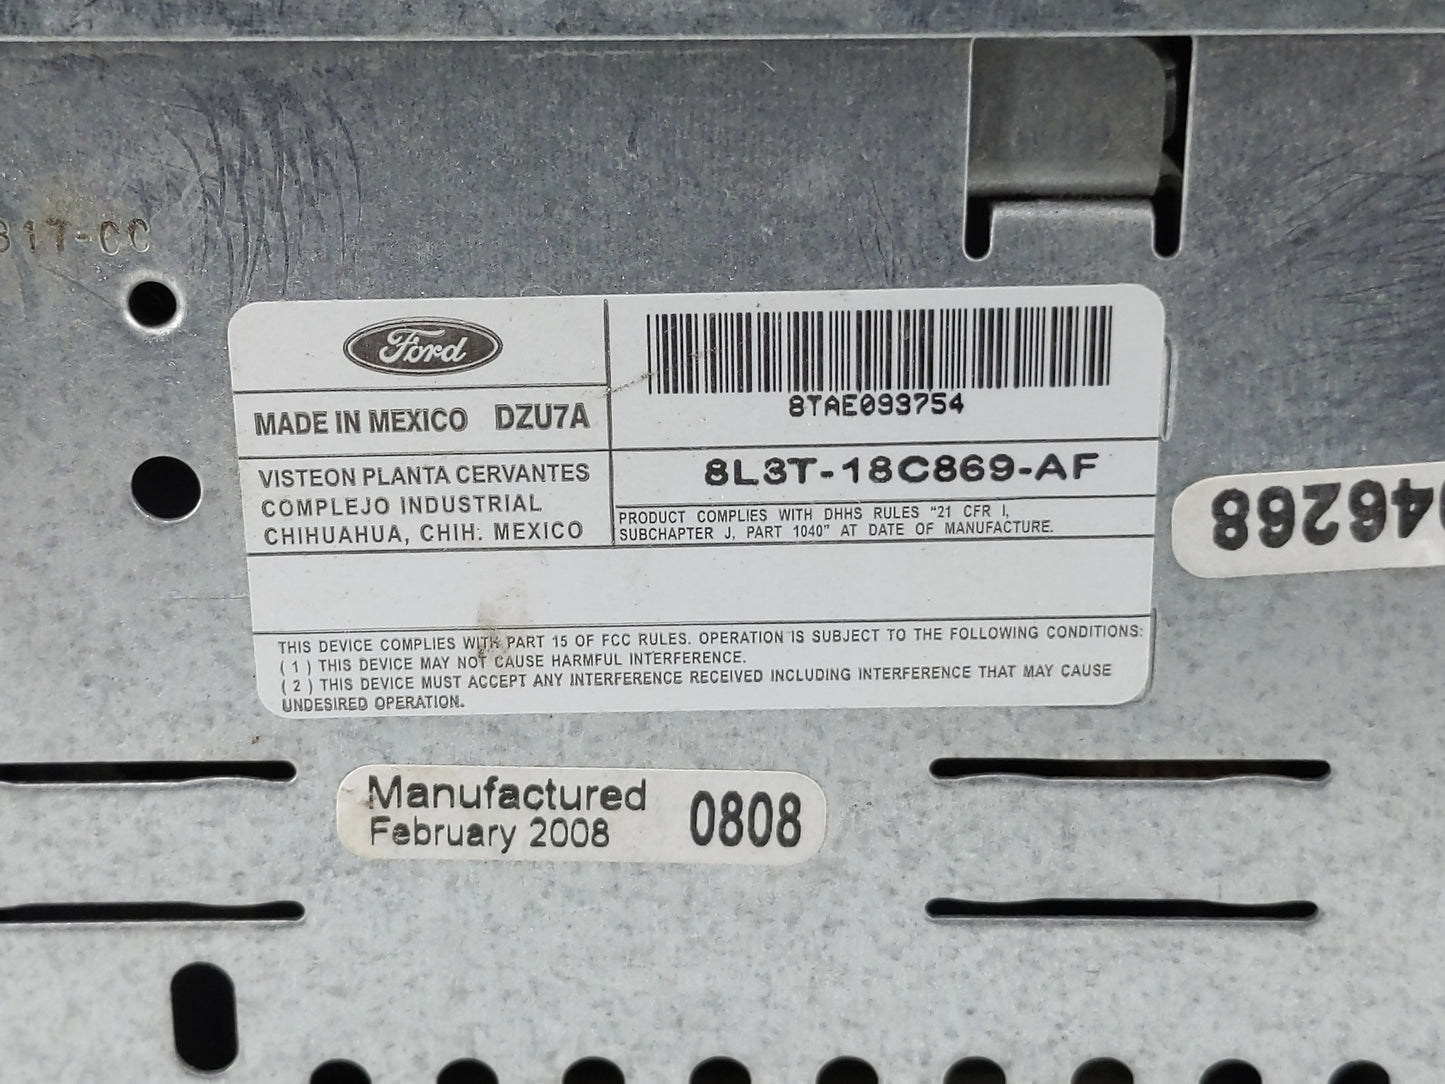 317-CC
Ford
MADE IN MEXICO DZU7A
VISTEON PLANTA CERVANTES
COMPLEJO INDUSTRIAL
CHIHUAHUA, CHIH. MEXICO
8TAE093754
8L3T-18C869-AF
PRODUCT COMPLIES WITH DHHS RULES "21 CFR I,
SUBCHAPTER J, PART 1040" AT DATE OF MANUFACTURE.
THIS DEVICE COMPLIES WITH PART 15 OF FCC RULES. OPERATION IS SUBJECT TO THE FOLLOWING CONDITIONS:
( 1 ) THIS DEVICE MAY NOT CAUSE HARMFUL INTERFERENCE.
( 2 ) THIS DEVICE MUST ACCEPT ANY INTERFERENCE RECEIVED INCLUDING INTERFERENCE THAT MAY CAUSE
UNDESIRED OPERATION.
Manufactured
February 2008 0808